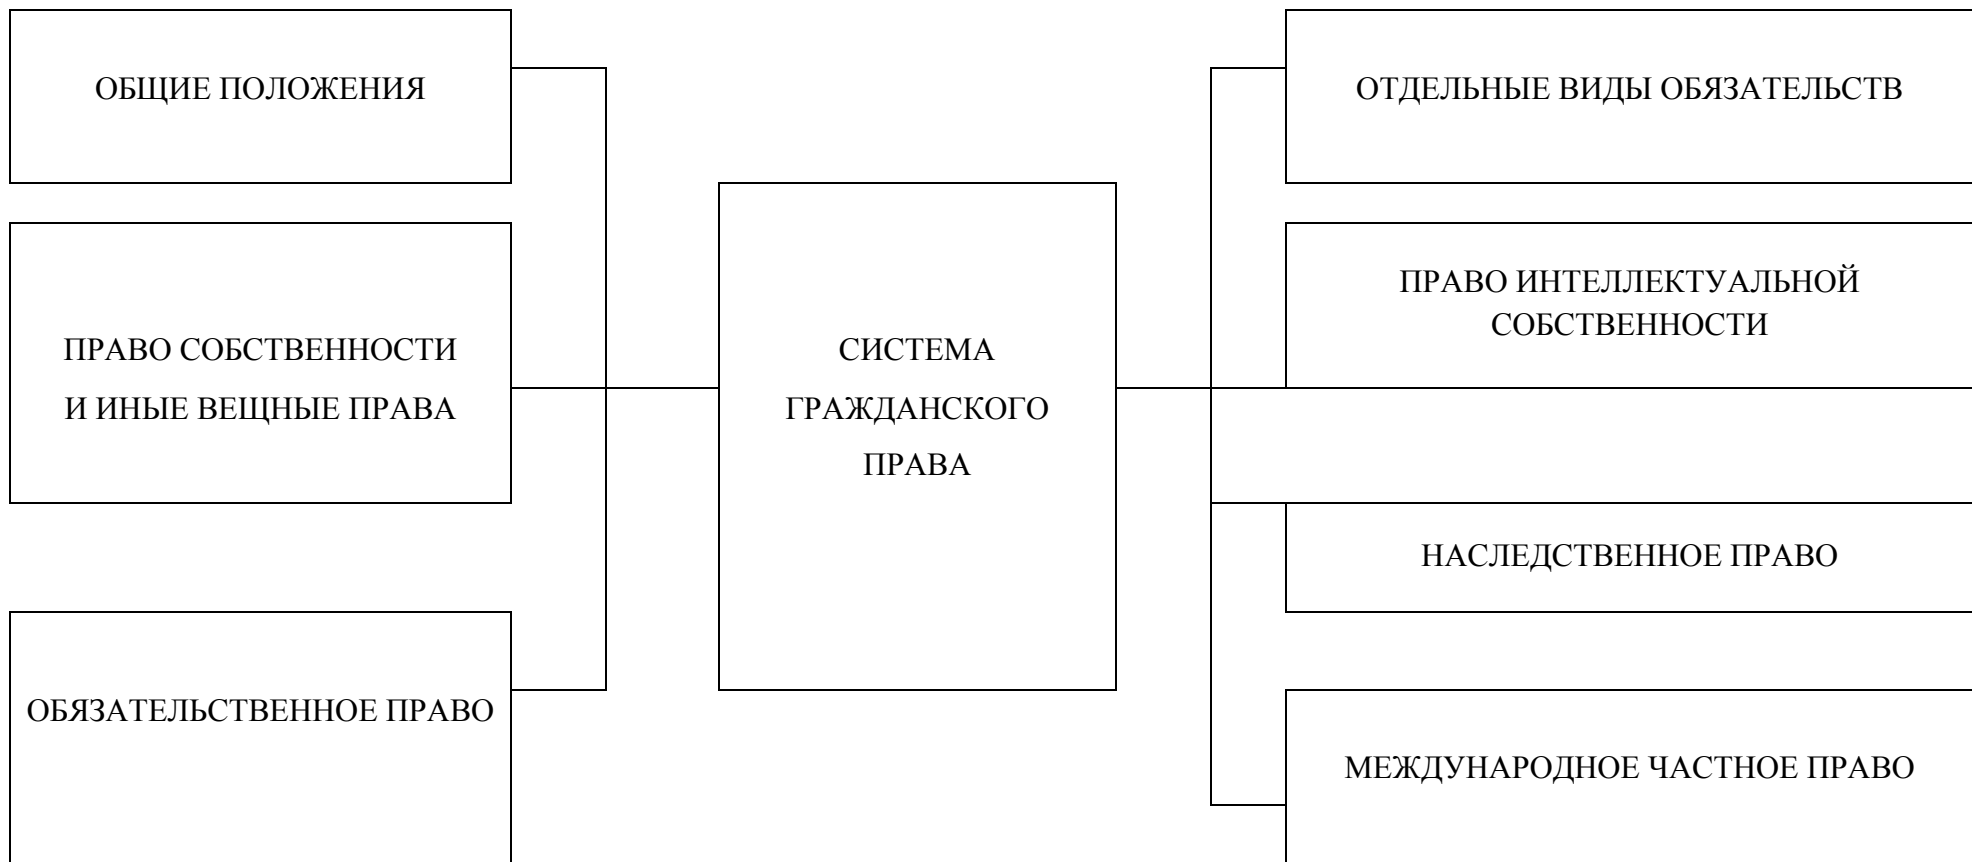 ОБЩИЕ ПОЛОЖЕНИЯ
ПРАВО СОБСТВЕННОСТИ
И ИНЫЕ ВЕЩНЫЕ ПРАВА
ОБЯЗАТЕЛЬСТВЕННОЕ ПРАВО
СИСТЕМА
ГРАЖДАНСКОГО
ПРАВА
ОТДЕЛЬНЫЕ ВИДЫ ОБЯЗАТЕЛЬСТВ
ПРАВО ИНТЕЛЛЕКТУАЛЬНОЙ
СОБСТВЕННОСТИ
НАСЛЕДСТВЕННОЕ ПРАВО
МЕЖДУНАРОДНОЕ ЧАСТНОЕ ПРАВО